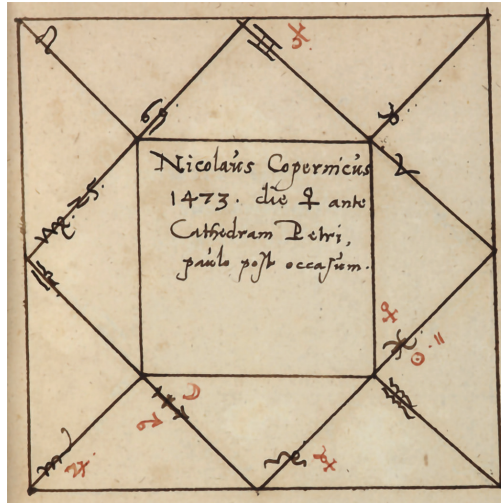 Nicolaus Copernicus
1473. die ♀ ante
Cathedram Petri,
paulo post occasum.